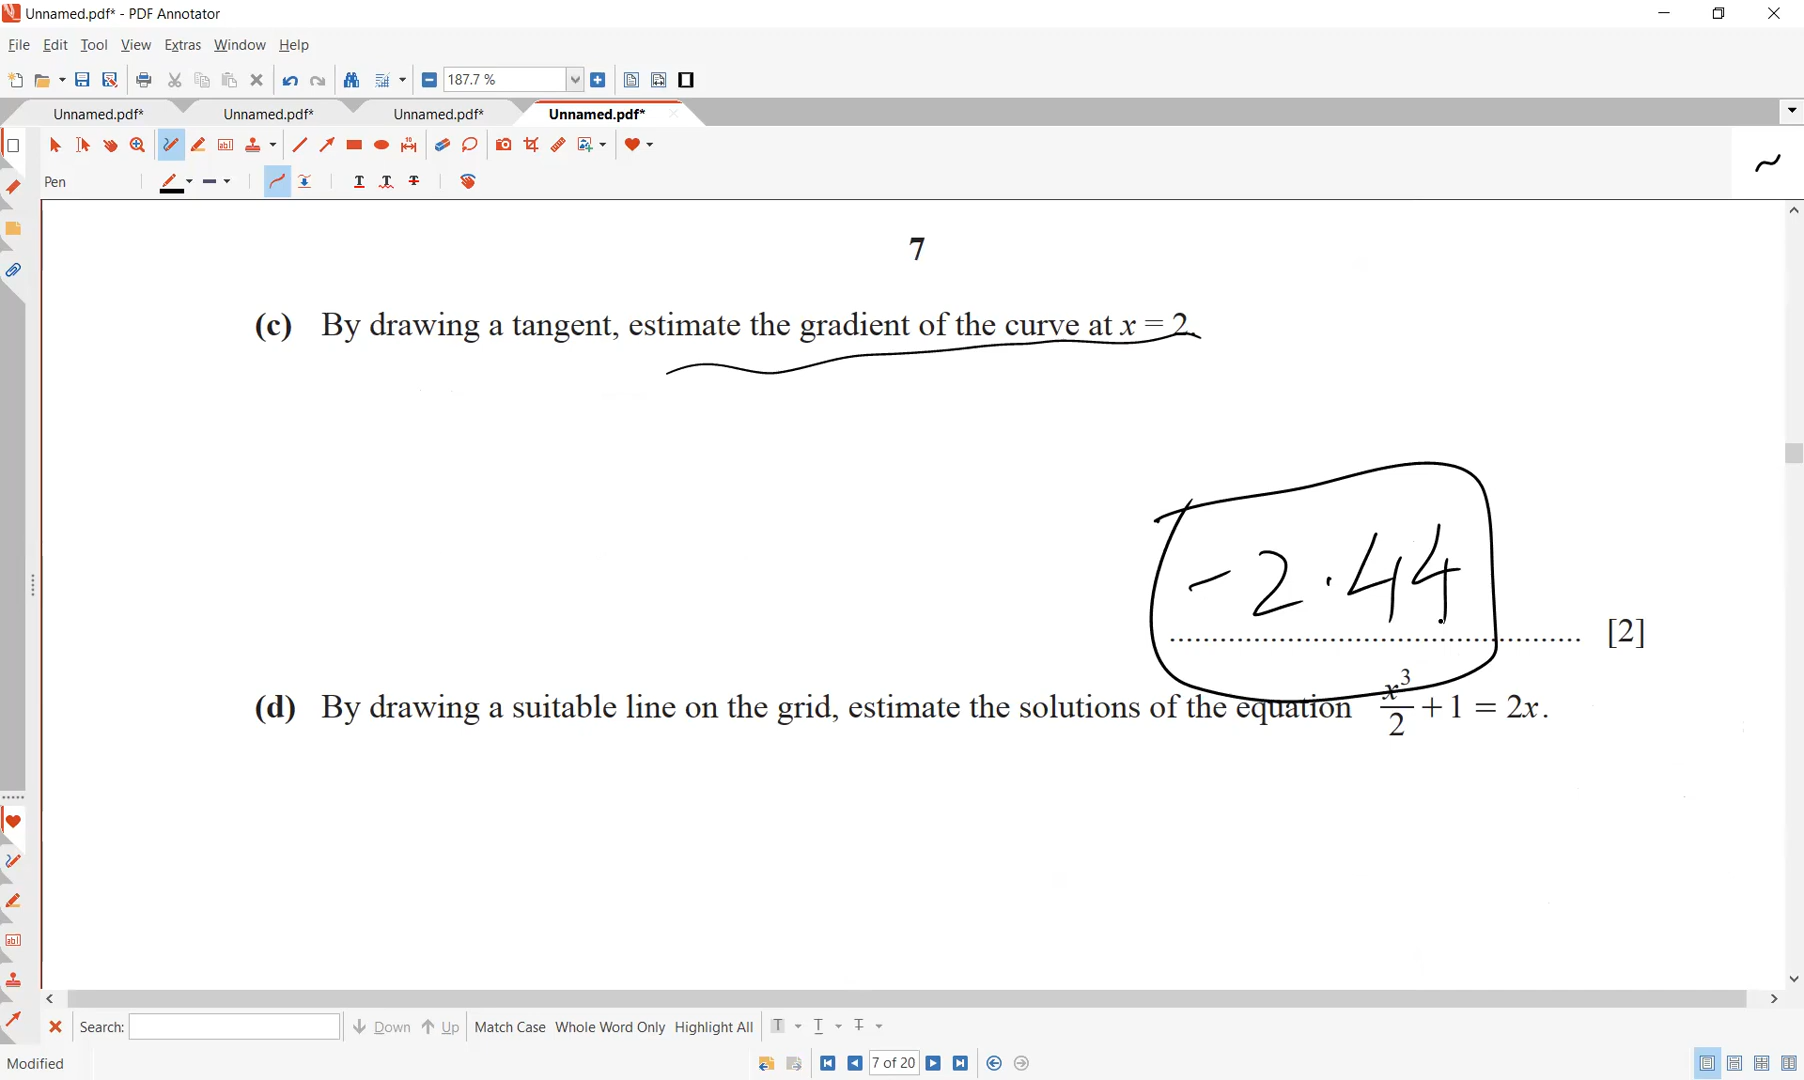 Unnamed.pdf* - PDF Annotator
File Edit Tool View Extras Window Help
187.7 %
Unnamed.pdf* Unnamed.pdf* Unnamed.pdf* Unnamed.pdf*
Pen
7
(c) By drawing a tangent, estimate the gradient of the curve at x = 2.
-2.44
[2]
(d) By drawing a suitable line on the grid, estimate the solutions of the equation x³/2 + 1 = 2x.
Search: Down Up Match Case Whole Word Only Highlight All
Modified 7 of 20